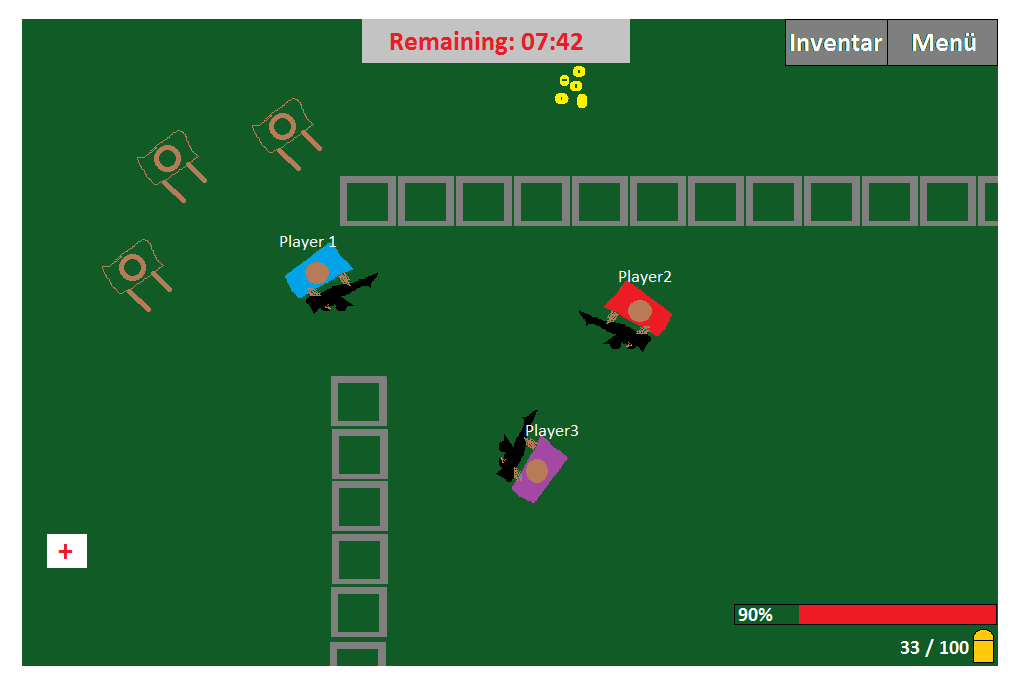 Remaining: 07:42
Inventar
Menü
Player 1
Player2
Player3
+
90%
33 / 100